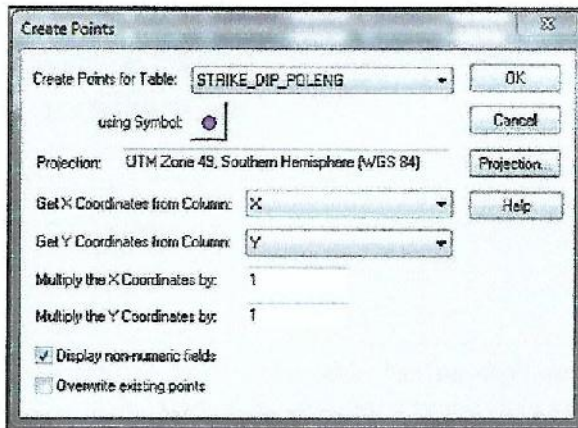 Create Points
Create Points for Table: STRIKE_DIP_POLENG OK
using Symbol: Cancel
Projection: UTM Zone 49, Southern Hemisphere (WGS 84) Projection...
Get X Coordinates from Column: X Help
Get Y Coordinates from Column: Y
Multiply the X Coordinates by: 1
Multiply the Y Coordinates by: 1
Display non-numeric fields
Overwrite existing points